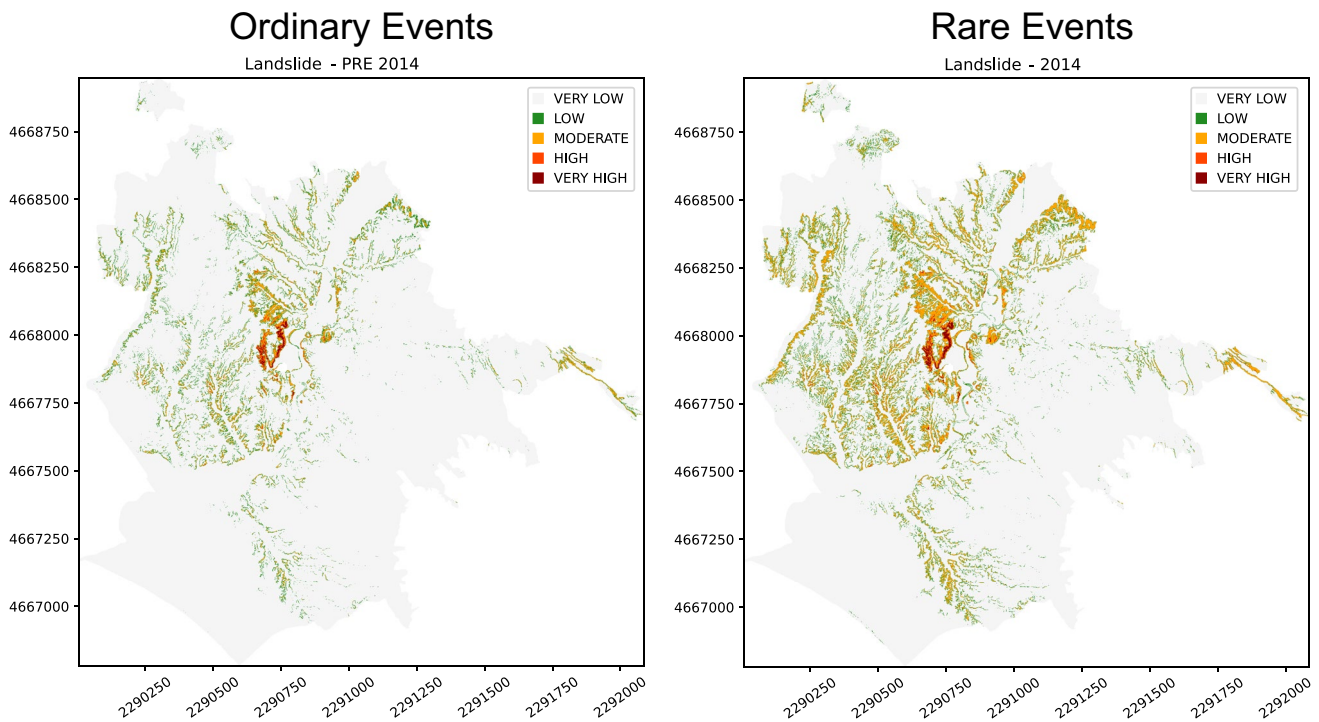 Ordinary Events
Landslide - PRE 2014
VERY LOW
LOW
MODERATE
HIGH
VERY HIGH
4668750
4668500
4668250
4668000
4667750
4667500
4667250
4667000
2290250
2290500
2290750
2291000
2291250
2291500
2291750
2292000
Rare Events
Landslide - 2014
VERY LOW
LOW
MODERATE
HIGH
VERY HIGH
4668750
4668500
4668250
4668000
4667750
4667500
4667250
4667000
2290250
2290500
2290750
2291000
2291250
2291500
2291750
2292000